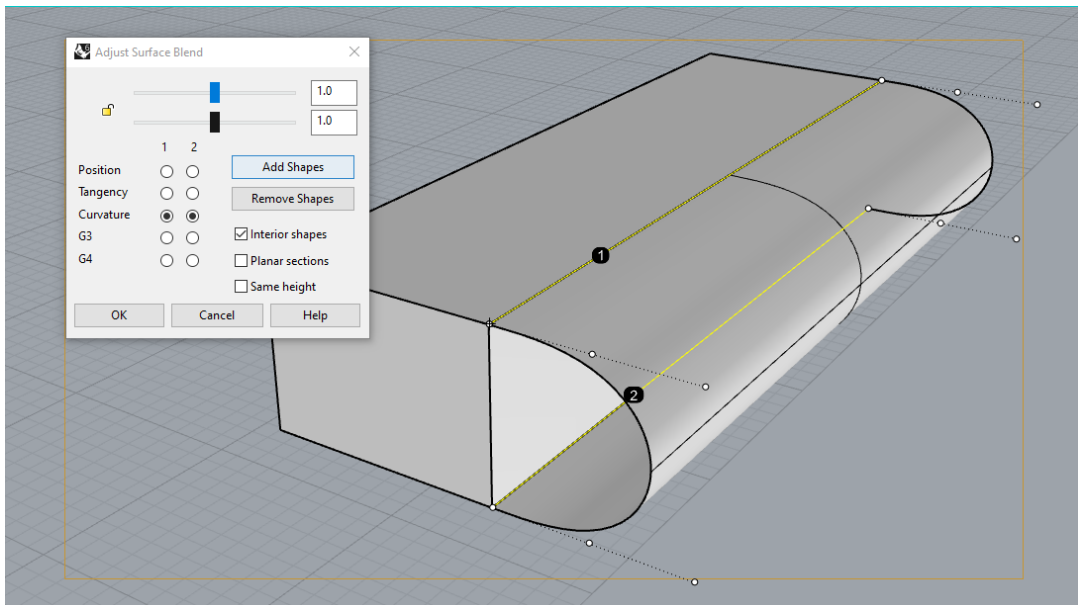 Adjust Surface Blend
1.0
1.0
1 2
Position
Tangency
Curvature
G3
G4
Add Shapes
Remove Shapes
Interior shapes
Planar sections
Same height
OK Cancel Help
1
2